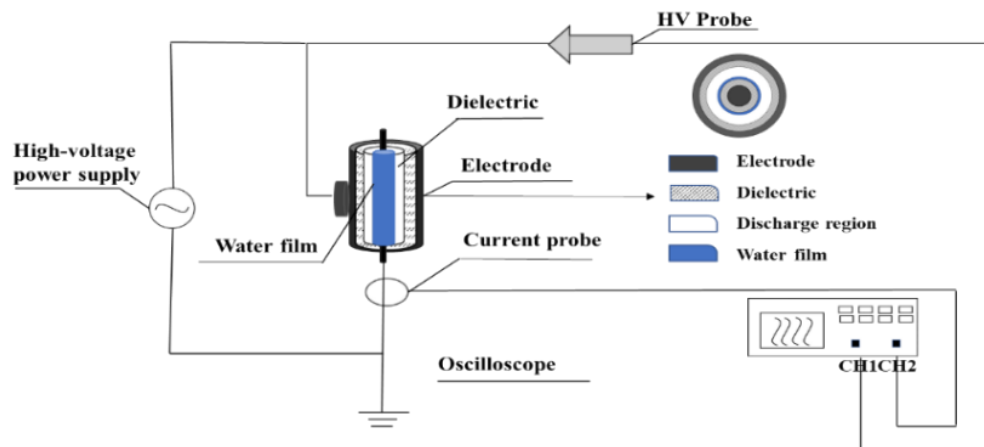 HV Probe
Dielectric
High-voltage
power supply
Electrode
Water film
Current probe
Electrode
Dielectric
Discharge region
Water film
Oscilloscope
CH1CH2